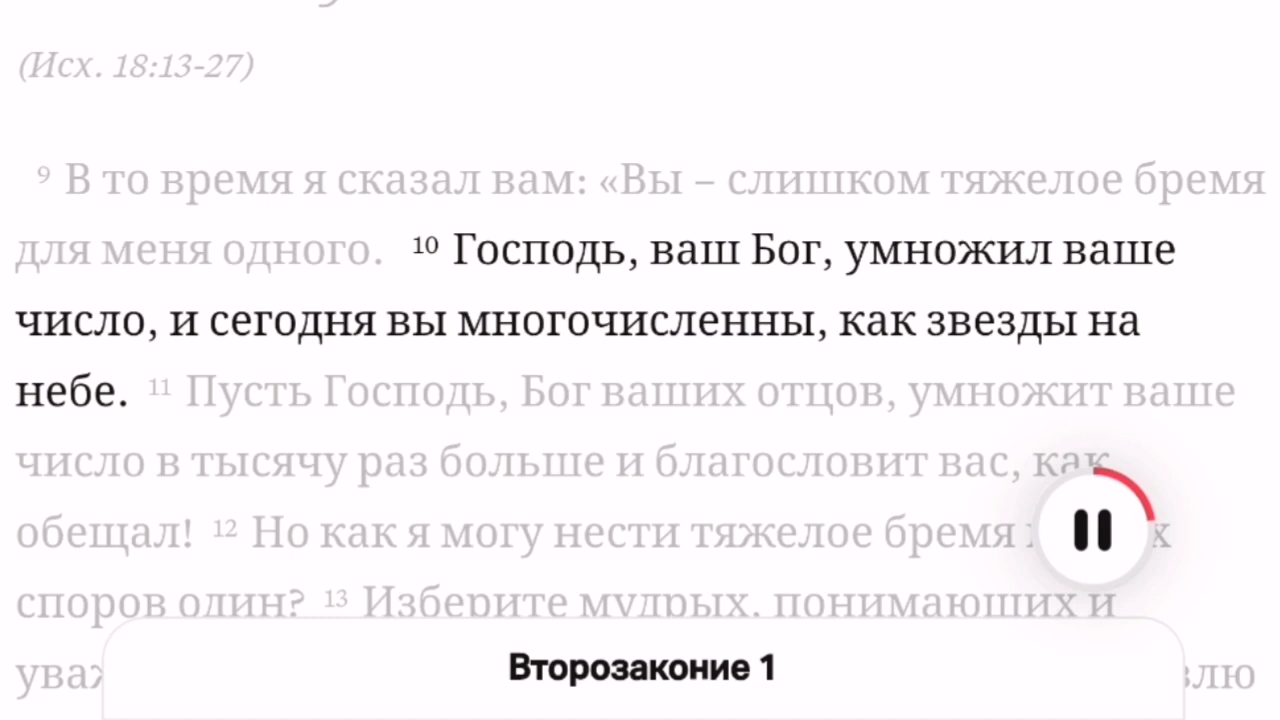 (Исх. 18:13-27)
9 В то время я сказал вам: «Вы – слишком тяжелое бремя
для меня одного. 10 Господь, ваш Бог, умножил ваше
число, и сегодня вы многочисленны, как звезды на
небе. 11 Пусть Господь, Бог ваших отцов, умножит ваше
число в тысячу раз больше и благословит вас, как
обещал! 12 Но как я могу нести тяжелое бремя
споров один? 13 Изберите мудрых, понимающих и
Второзаконие 1